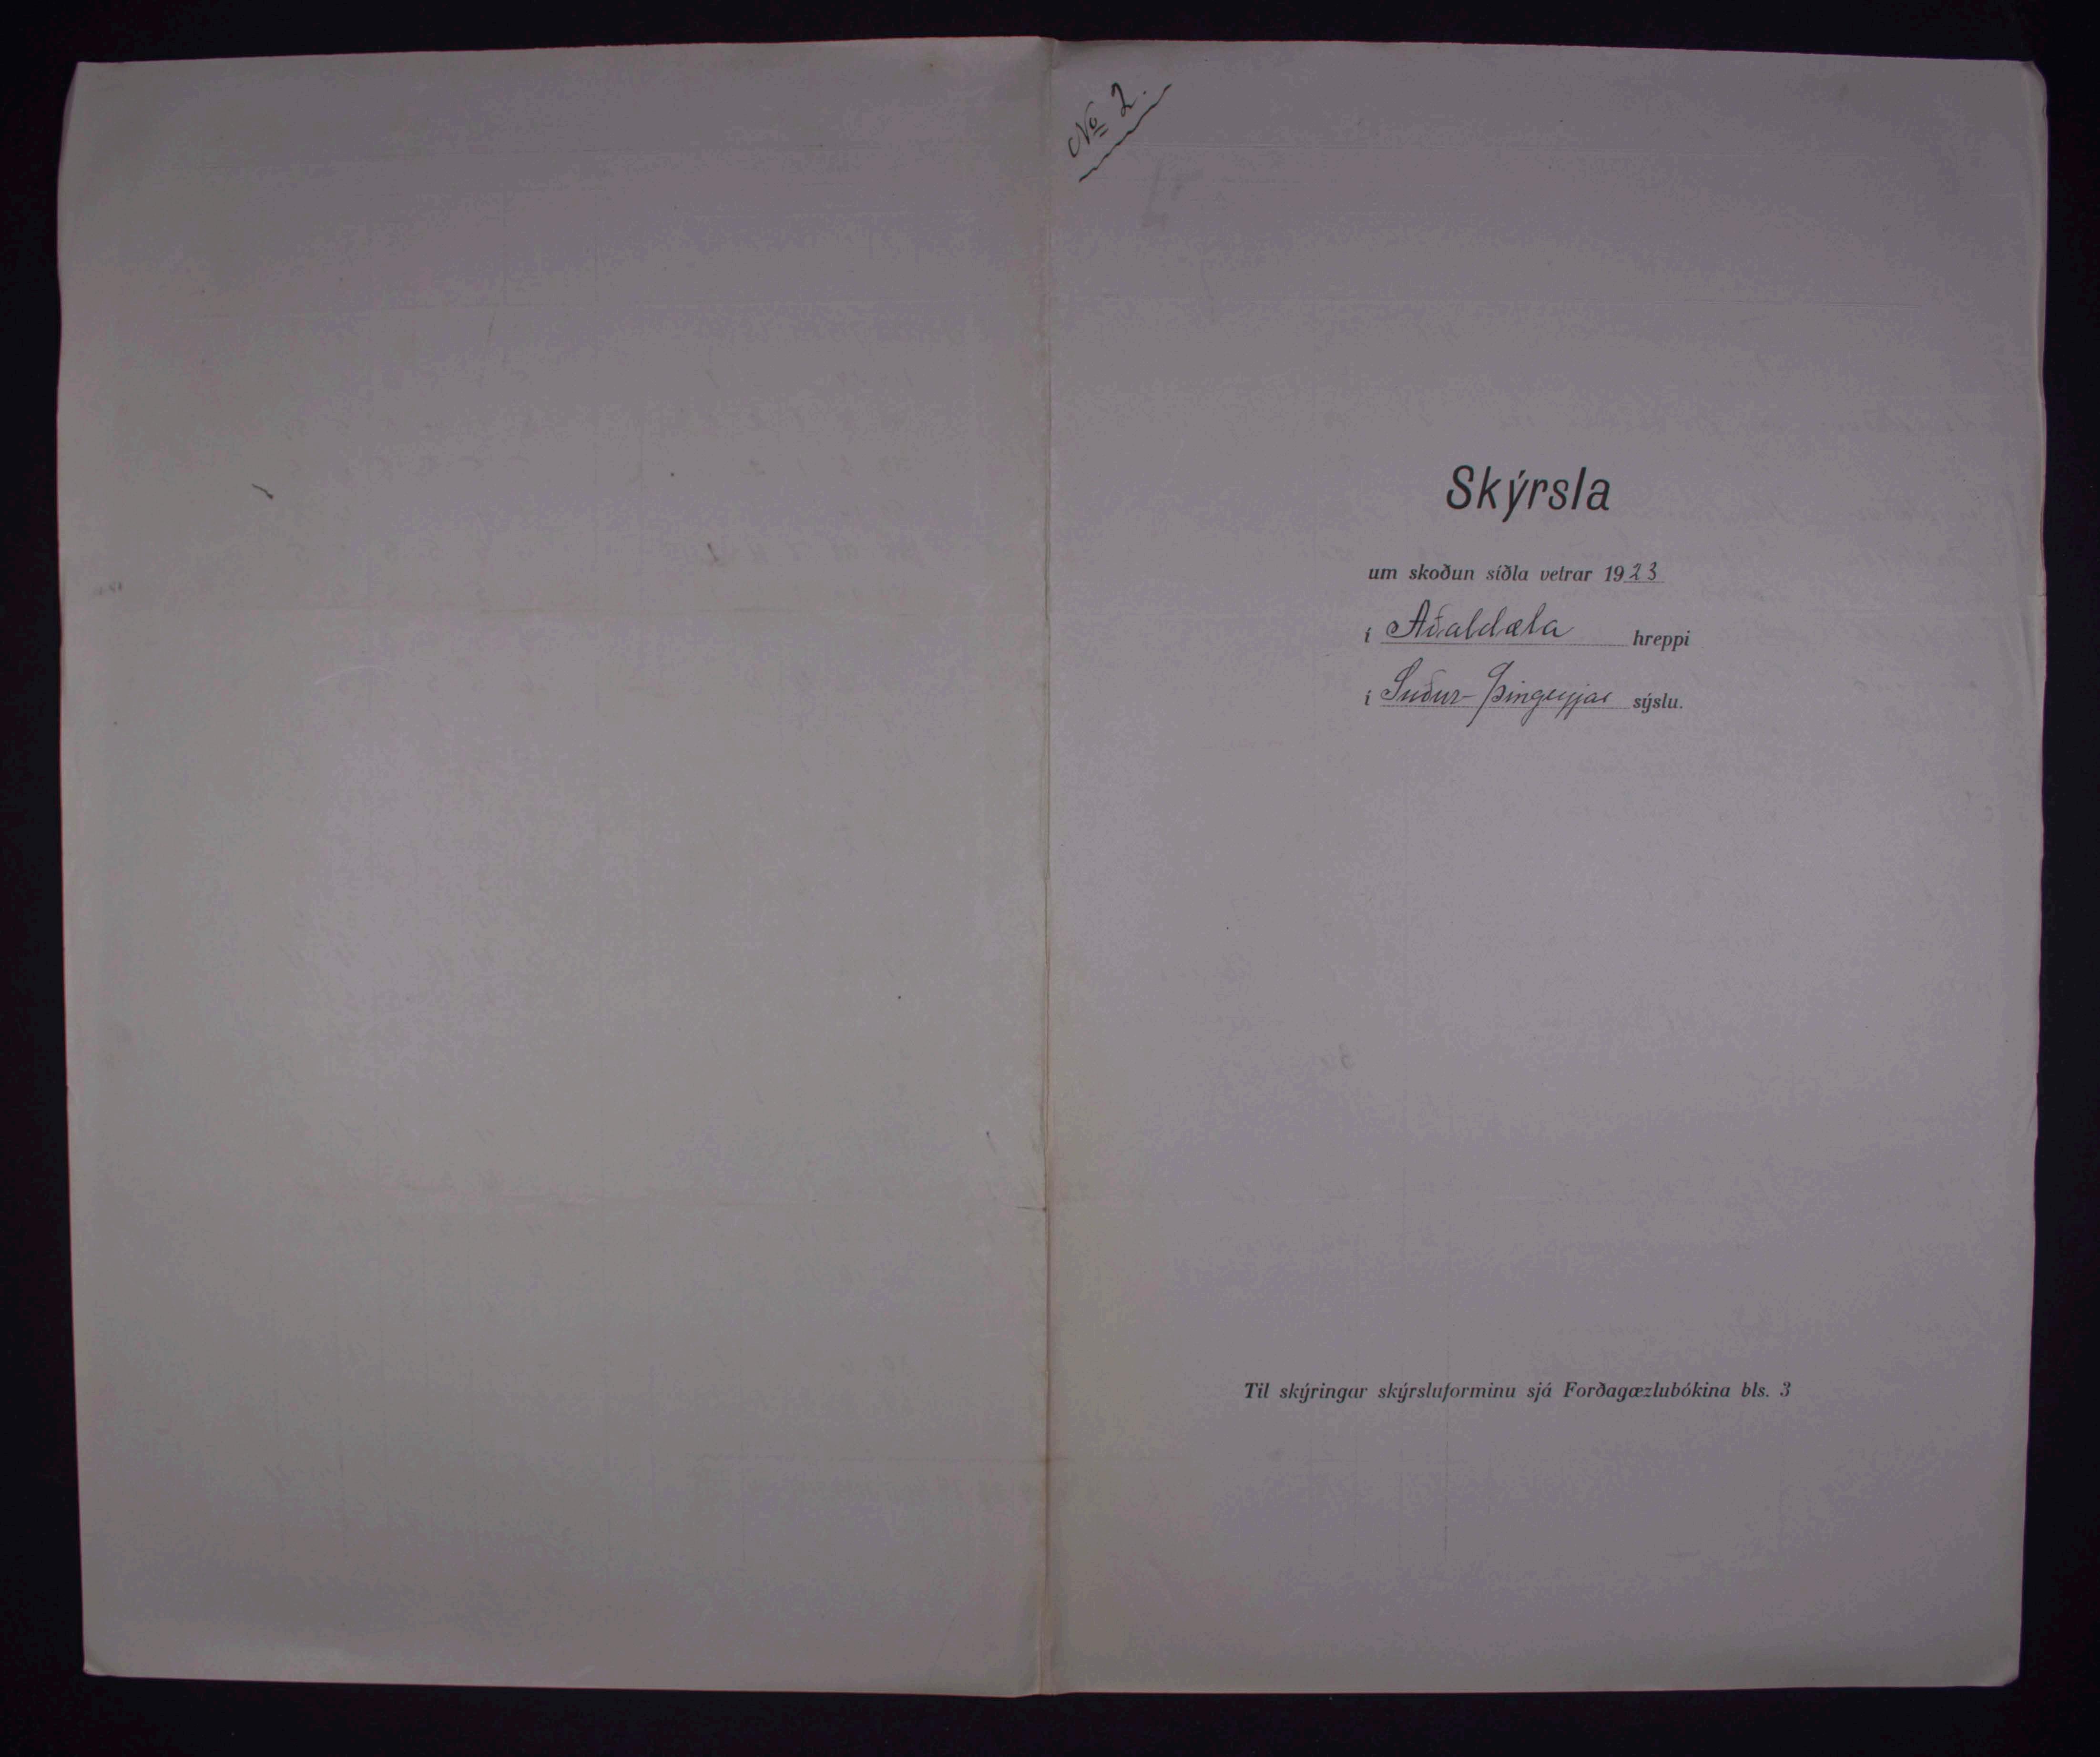 No 2.
Skýrsla
um skoðun síðla vetrar 1923
í Aðaldæla hreppi
í Suður-Þingeyjar sýslu.
Til skýringar skýrsluforminu sjá Forðagæzlubókina bls. 3